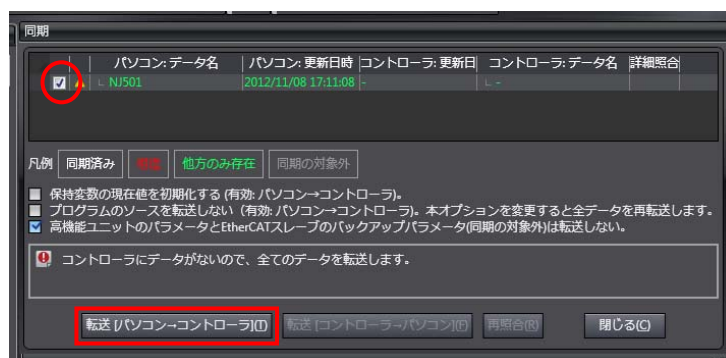 同期
パソコン: データ名 パソコン: 更新日時 コントローラ: 更新日 コントローラ: データ名 詳細照合
NJ501 2012/11/08 17:11:08 - -
凡例 同期済み 他方のみ存在 同期の対象外
保持変数の現在値を初期化する (有効: パソコン→コントローラ)。
プログラムのソースを転送しない (有効: パソコン→コントローラ)。本オプションを変更すると全データを再転送します。
高機能ユニットのパラメータとEtherCATスレーブのバックアップパラメータ(同期の対象外)は転送しない。
コントローラにデータがないので、全てのデータを転送します。
転送 [パソコン→コントローラ](T) 転送 [コントローラ→パソコン](F) 再照合(R) 閉じる(C)